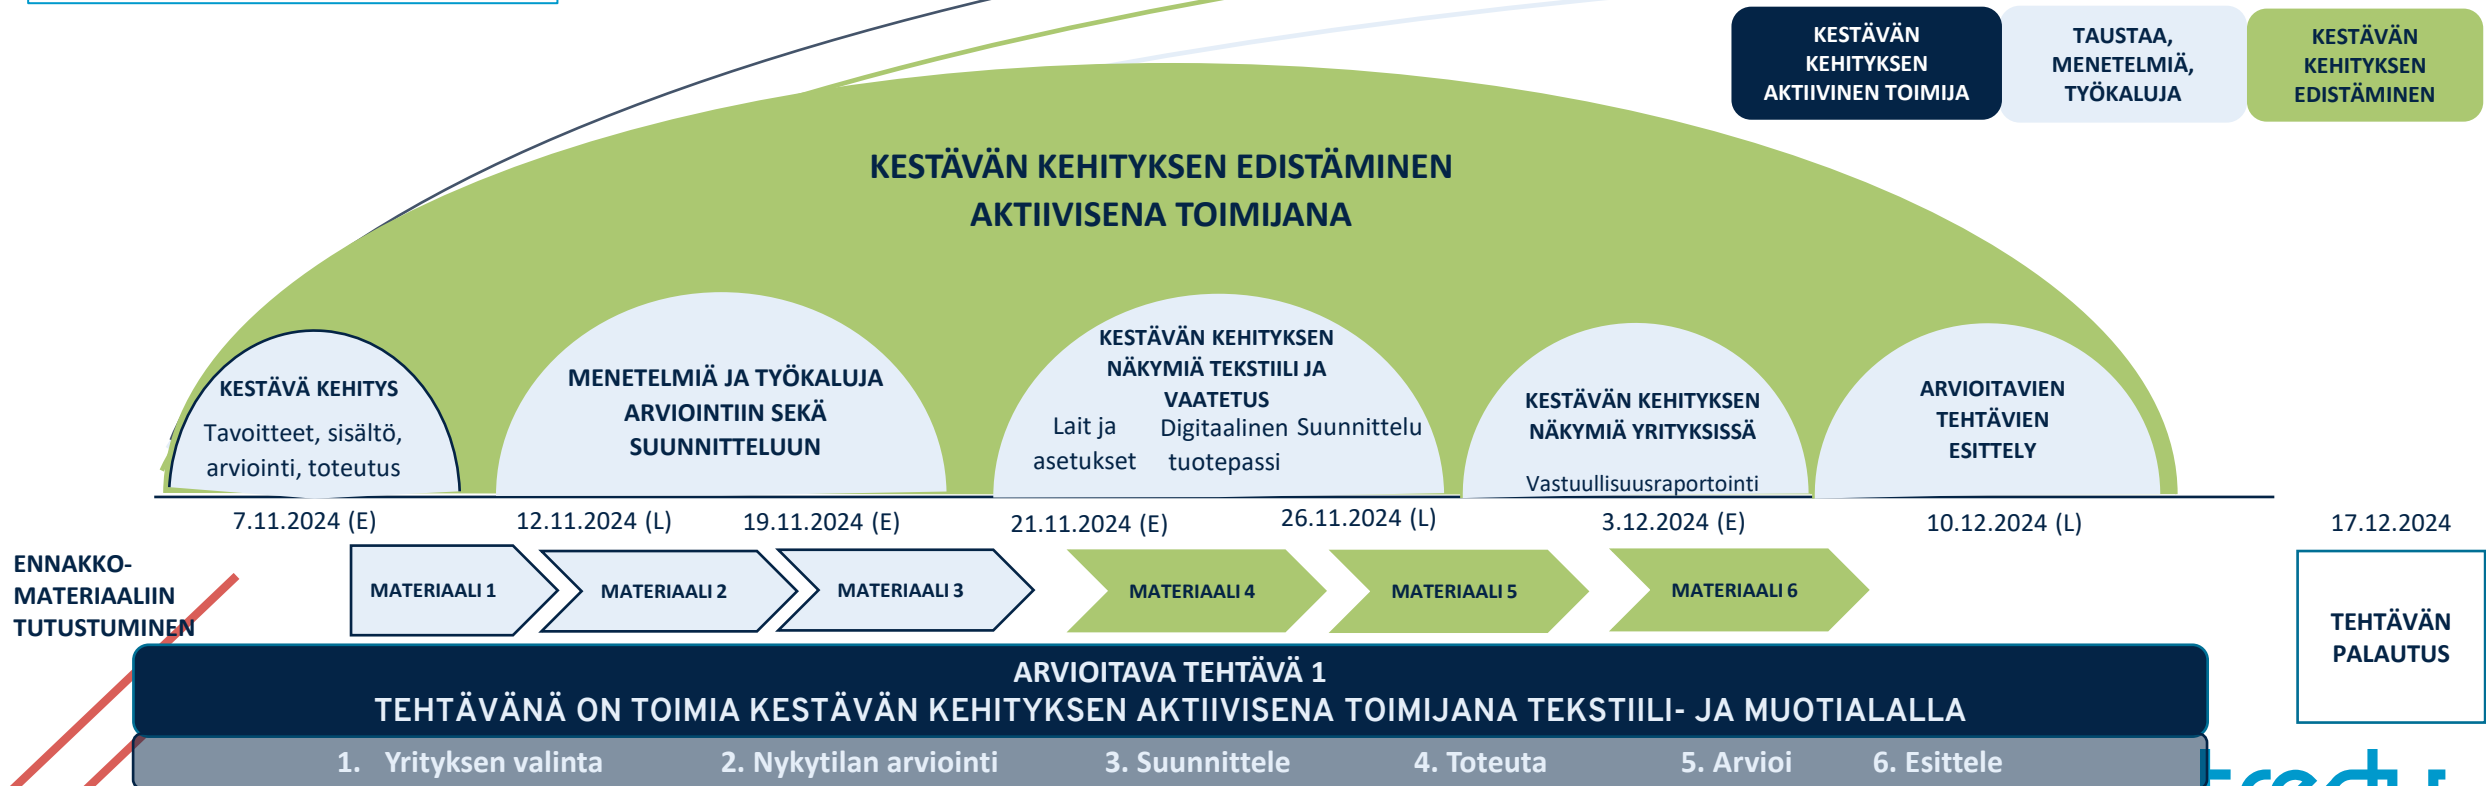 KESTÄVÄN
KEHITYKSEN
AKTIIVINEN TOIMIJA
TAUSTAA,
MENETELMIÄ,
TYÖKALUJA
KESTÄVÄN
KEHITYKSEN
EDISTÄMINEN
KESTÄVÄN KEHITYKSEN EDISTÄMINEN
AKTIIVISENA TOIMIJANA
KESTÄVÄ KEHITYS
Tavoitteet, sisältö,
arviointi, toteutus
MENETELMIÄ JA TYÖKALUJA
ARVIOINTIIN SEKÄ
SUUNNITTELUUN
KESTÄVÄN KEHITYKSEN
NÄKYMIÄ TEKSTIILI JA
VAATETUS
Lait ja
asetukset
Digitaalinen
tuotepassi
Suunnittelu
KESTÄVÄN KEHITYKSEN
NÄKYMIÄ YRITYKSISSÄ
Vastuullisuusraportointi
ARVIOITAVIEN
TEHTÄVIEN
ESITTELY
7.11.2024 (E)
12.11.2024 (L)
19.11.2024 (E)
21.11.2024 (E)
26.11.2024 (L)
3.12.2024 (E)
10.12.2024 (L)
17.12.2024
ENNAKKO-
MATERIAALIIN
TUTUSTUMINEN
MATERIAALI 1
MATERIAALI 2
MATERIAALI 3
MATERIAALI 4
MATERIAALI 5
MATERIAALI 6
TEHTÄVÄN
PALAUTUS
ARVIOITAVA TEHTÄVÄ 1
TEHTÄVÄNÄ ON TOIMIA KESTÄVÄN KEHITYKSEN AKTIIVISENA TOIMIJANA TEKSTIILI- JA MUOTIALALLA
1. Yrityksen valinta
2. Nykytilan arviointi
3. Suunnittele
4. Toteuta
5. Arvioi
6. Esittele